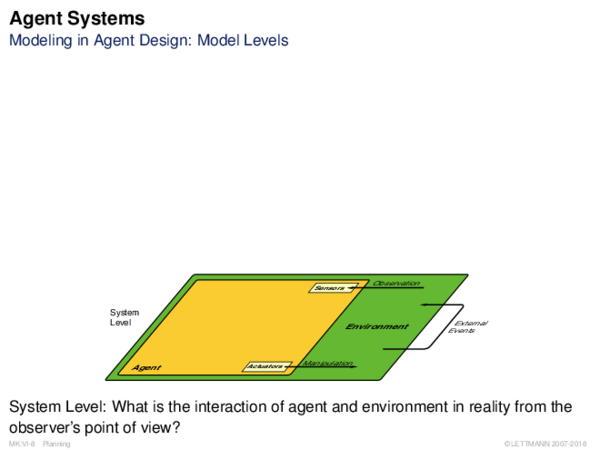 Agent Systems
Modeling in Agent Design: Model Levels
Sensors
Observation
System
Level
Environment
External
Events
Agent
Actuators
Manipulation
System Level: What is the interaction of agent and environment in reality from the
observer's point of view?
MK:VI-8 Planning ©LETTMANN 2007-2018